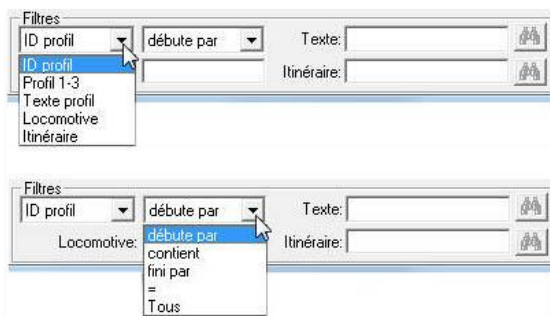 Filtres
ID profil débute par Texte:
ID profil Itinéraire:
Profil 1-3
Texte profil
Locomotive
Itinéraire
Filtres
ID profil débute par Texte:
Locomotive: débute par Itinéraire:
contient
fini par
=
Tous